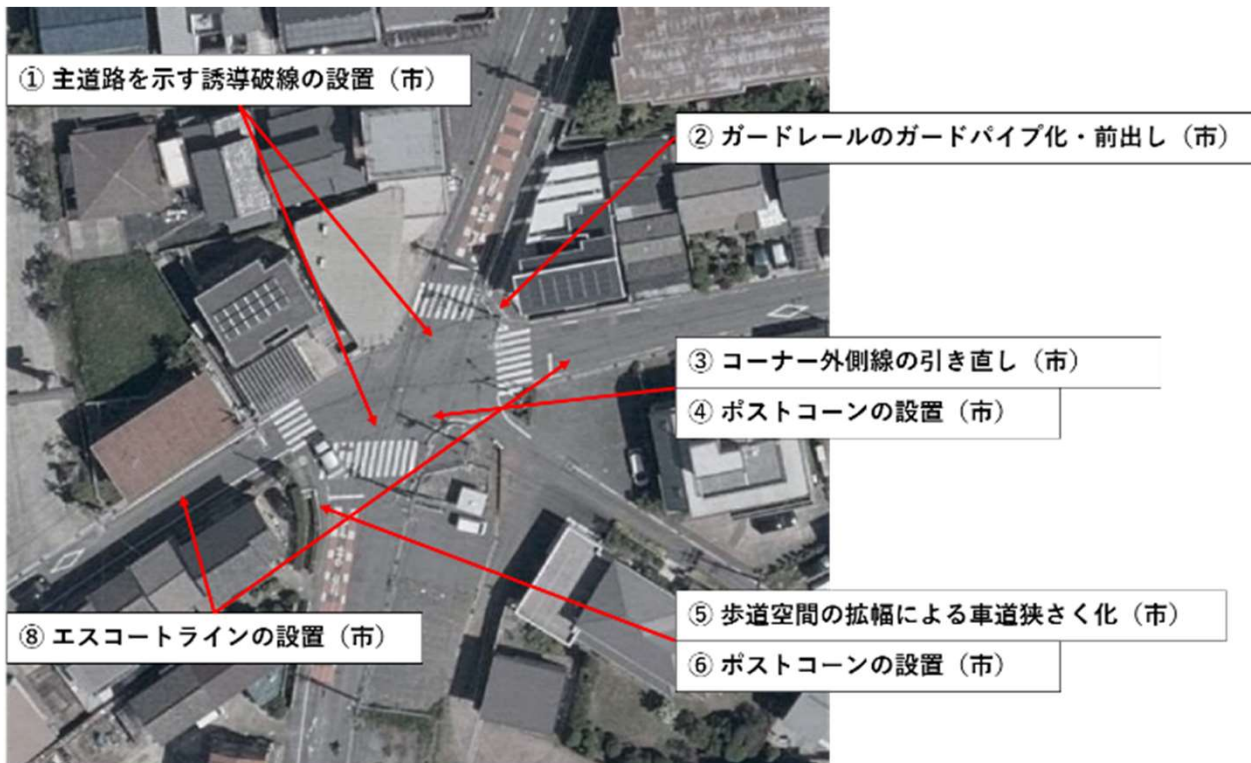 ① 主道路を示す誘導破線の設置（市）
② ガードレールのガードパイプ化・前出し（市）
③ コーナー外側線の引き直し（市）
④ ポストコーンの設置（市）
⑤ 歩道空間の拡幅による車道狭さく化（市）
⑥ ポストコーンの設置（市）
⑧ エスコートラインの設置（市）